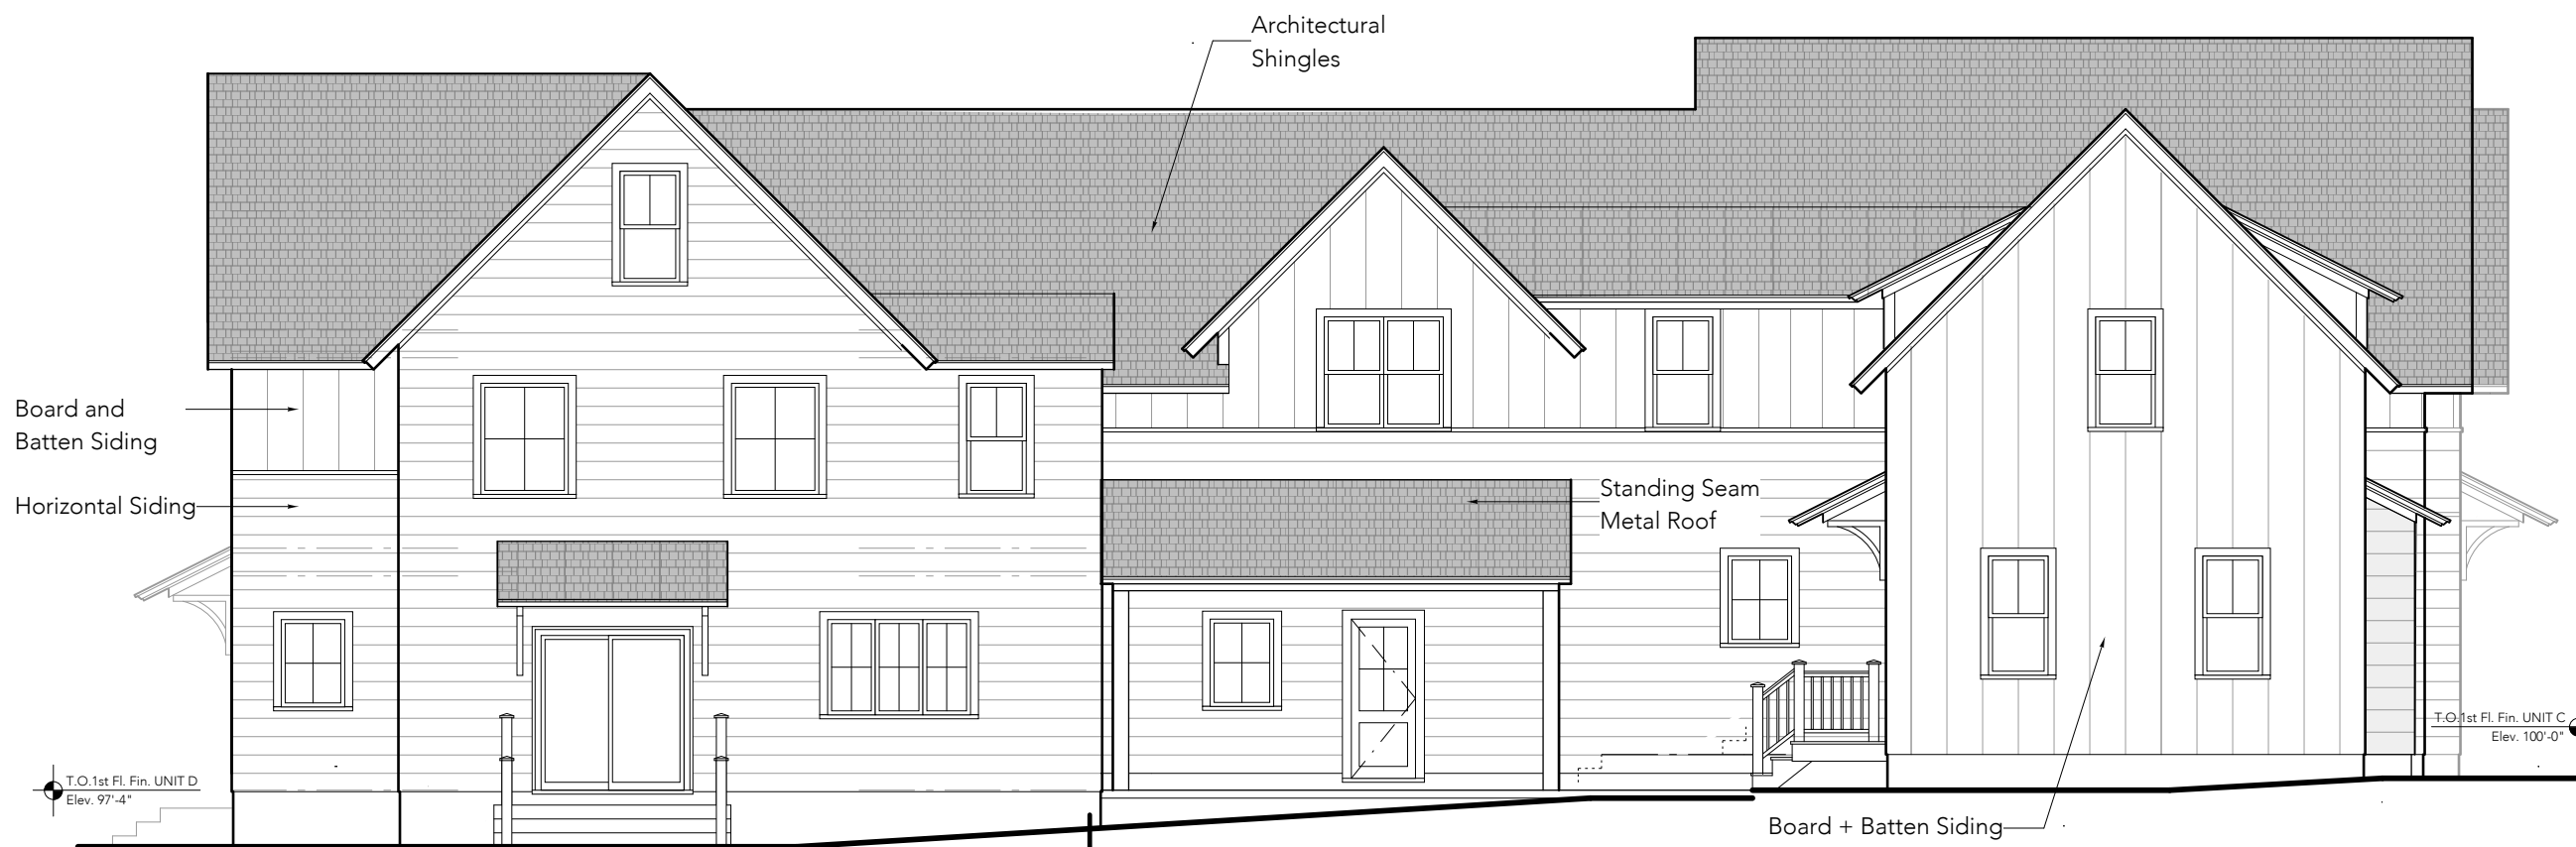 Architectural
Shingles
Board and
Batten Siding
Horizontal Siding
Standing Seam
Metal Roof
T.O.1st Fl. Fin. UNIT C
Elev. 100'-0"
T.O.1st Fl. Fin. UNIT D
Elev. 97'-4"
Board + Batten Siding